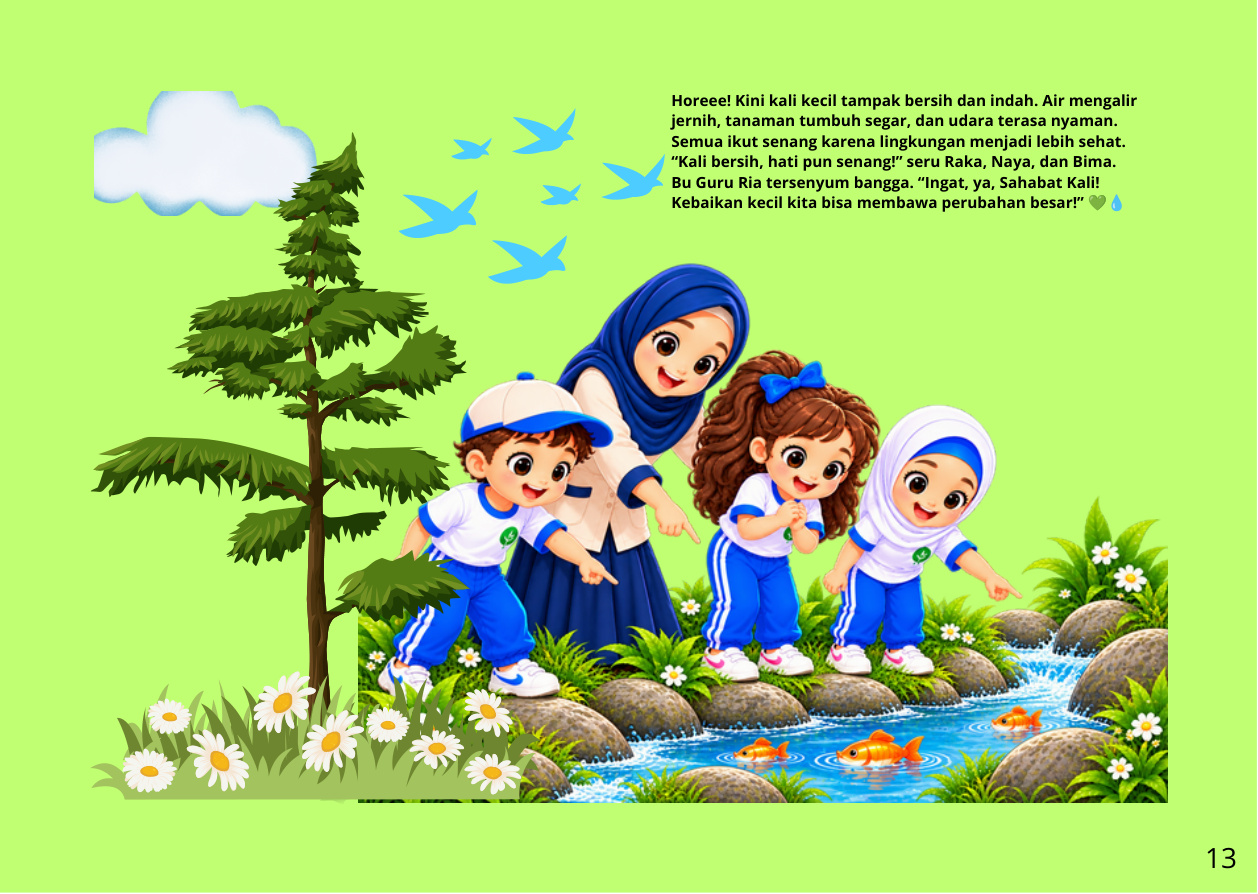 Horeee! Kini kali kecil tampak bersih dan indah. Air mengalir
jernih, tanaman tumbuh segar, dan udara terasa nyaman.
Semua ikut senang karena lingkungan menjadi lebih sehat.
“Kali bersih, hati pun senang!” seru Raka, Naya, dan Bima.
Bu Guru Ria tersenyum bangga. “Ingat, ya, Sahabat Kali!
Kebaikan kecil kita bisa membawa perubahan besar!” 💚💧
13